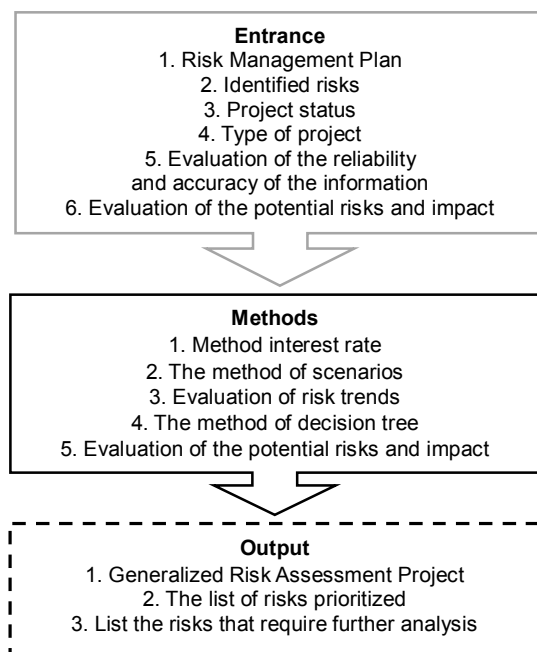 Entrance
1. Risk Management Plan
2. Identified risks
3. Project status
4. Type of project
5. Evaluation of the reliability
and accuracy of the information
6. Evaluation of the potential risks and impact
Methods
1. Method interest rate
2. The method of scenarios
3. Evaluation of risk trends
4. The method of decision tree
5. Evaluation of the potential risks and impact
Output
1. Generalized Risk Assessment Project
2. The list of risks prioritized
3. List the risks that require further analysis